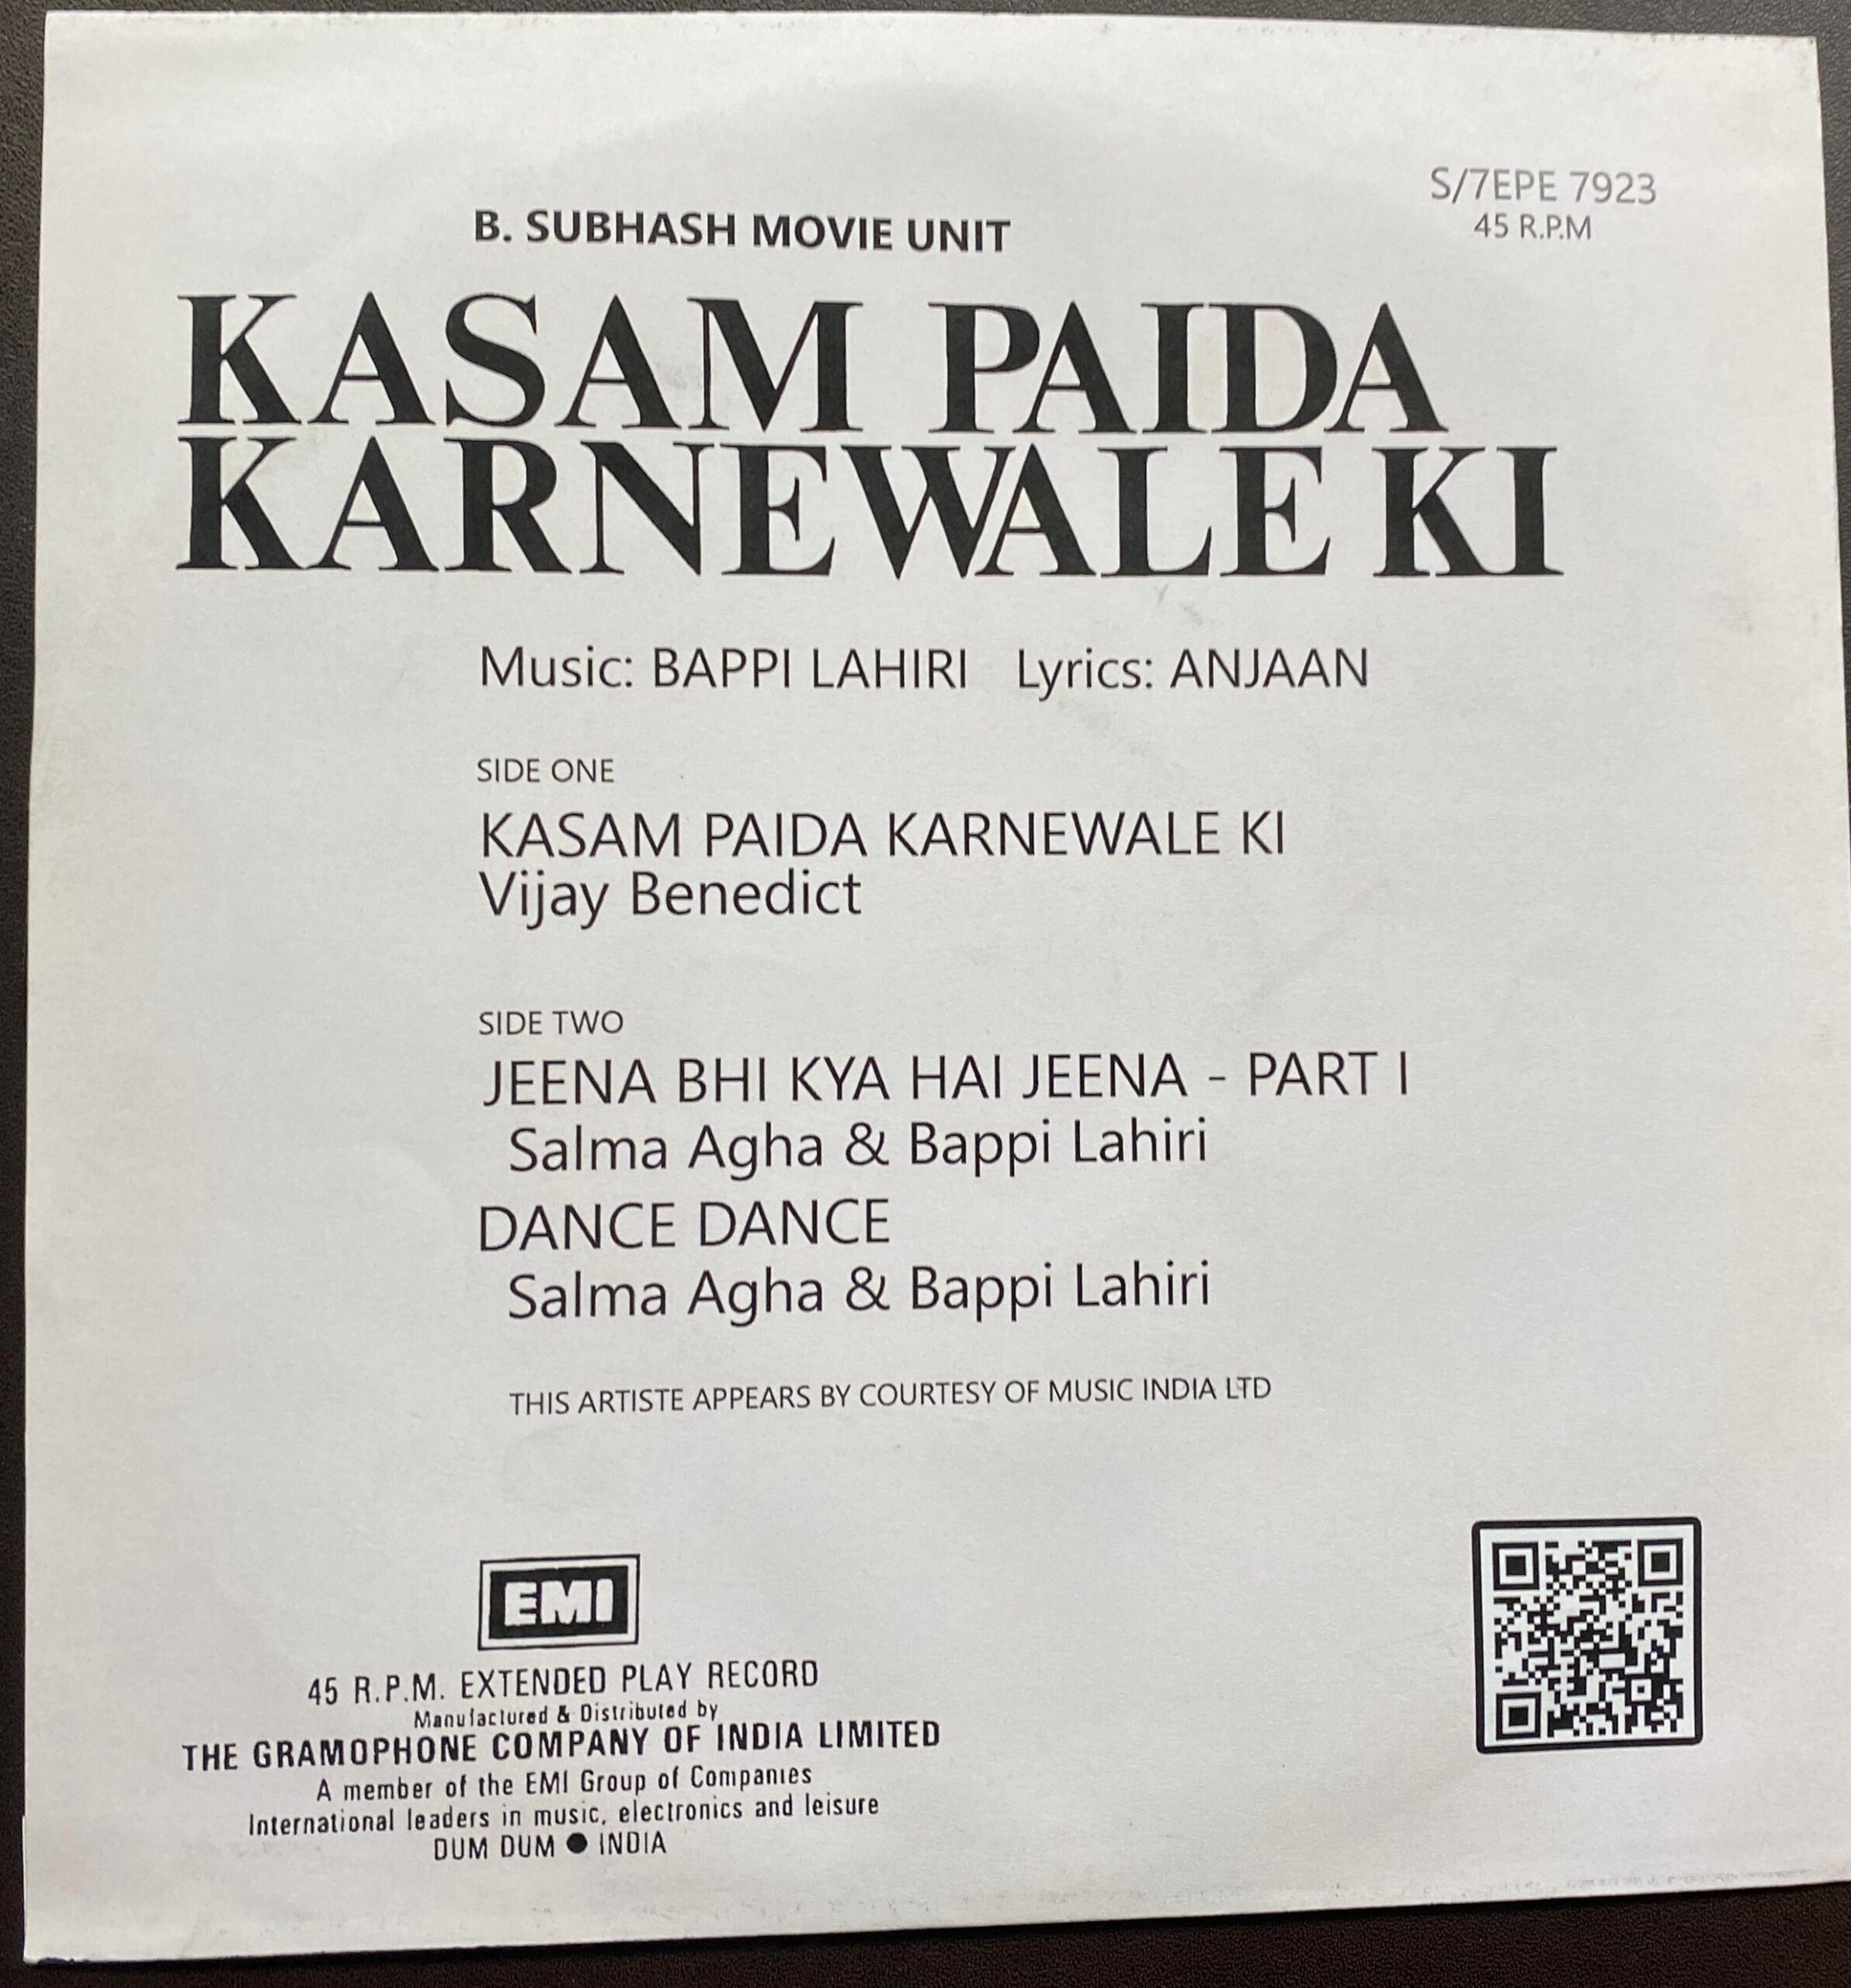 S/7EPE 7923
45 R.P.M
B. SUBHASH MOVIE UNIT
KASAM PAIDA
KARNEWALE KI
Music: BAPPI LAHIRI Lyrics: ANJAAN
SIDE ONE
KASAM PAIDA KARNEWALE KI
Vijay Benedict
SIDE TWO
JEENA BHI KYA HAI JEENA - PART I
Salma Agha & Bappi Lahiri
DANCE DANCE
Salma Agha & Bappi Lahiri
THIS ARTISTE APPEARS BY COURTESY OF MUSIC INDIA LTD
EMI
45 R.P.M. EXTENDED PLAY RECORD
Manufactured & Distributed by
THE GRAMOPHONE COMPANY OF INDIA LIMITED
A member of the EMI Group of Companies
International leaders in music, electronics and leisure
DUM DUM ● INDIA